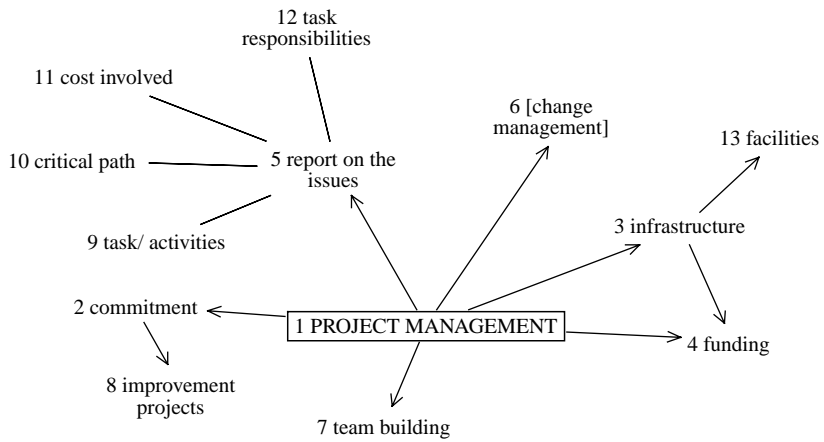 12 task
responsibilities
11 cost involved
6 [change
management]
13 facilities
10 critical path
5 report on the
issues
3 infrastructure
9 task/ activities
2 commitment
1 PROJECT MANAGEMENT
4 funding
8 improvement
projects
7 team building